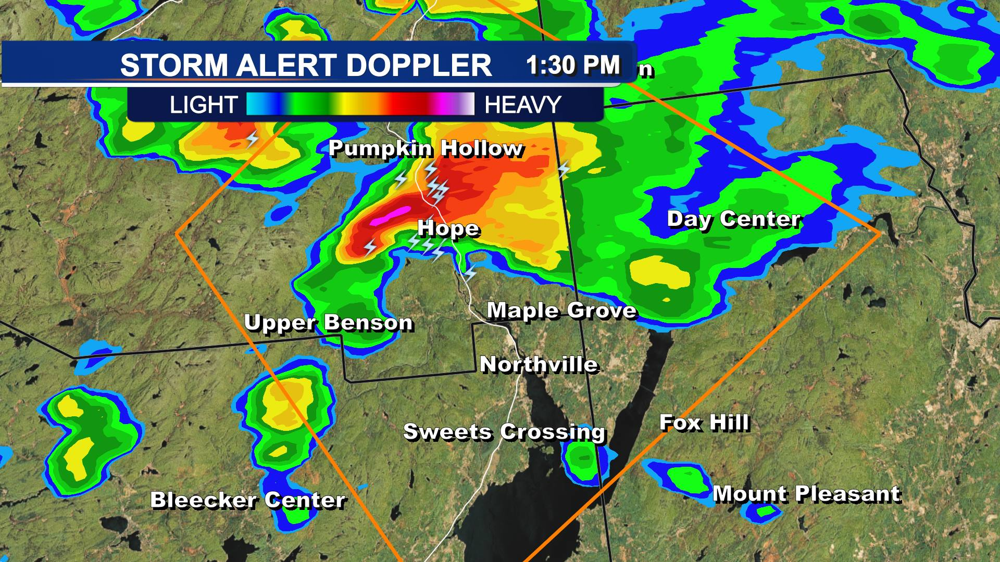 STORM ALERT DOPPLER 1:30 PM
LIGHT HEAVY
Pumpkin Hollow
Day Center
Hope
Maple Grove
Upper Benson
Northville
Fox Hill
Sweets Crossing
Mount Pleasant
Bleecker Center